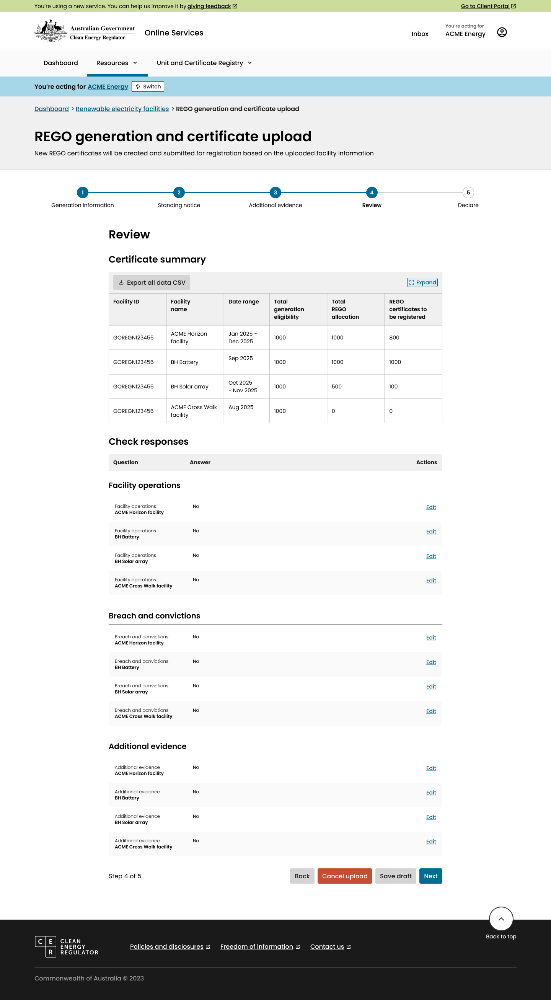 You're using a new service. You can help us improve it by giving feedback
Go to Client Portal
Australian Government
Clean Energy Regulator
Online Services
Inbox
You're acting for
ACME Energy
Dashboard
Resources
Unit and Certificate Registry
You're acting for ACME Energy
Switch
Dashboard
Renewable electricity facilities
REGO generation and certificate upload
REGO generation and certificate upload
New REGO certificates will be created and submitted for registration based on the uploaded facility information
1
2
3
4
5
Generation information
Standing notice
Additional evidence
Review
Declare
Review
Certificate summary
Export all data CSV
Expand
Facility ID
Facility
name
Date range
Total
generation
eligibility
Total
REGO
allocation
REGO
certificates to
be registered
GOREGN123456
ACME Horizon
facility
Jan 2025 -
Dec 2025
1000
1000
800
GOREGN123456
BH Battery
Sep 2025
1000
1000
1000
GOREGN123456
BH Solar array
Oct 2025
- Nov 2025
1000
500
100
GOREGN123456
ACME Cross Walk
facility
Aug 2025
1000
0
0
Check responses
Question
Answer
Actions
Facility operations
Facility operations
ACME Horizon facility
No
Edit
Facility operations
BH Battery
No
Edit
Facility operations
BH Solar array
No
Edit
Facility operations
ACME Cross Walk facility
No
Edit
Breach and convictions
Breach and convictions
ACME Horizon facility
No
Edit
Breach and convictions
BH Battery
No
Edit
Breach and convictions
BH Solar array
No
Edit
Breach and convictions
ACME Cross Walk facility
No
Edit
Additional evidence
Additional evidence
ACME Horizon facility
No
Edit
Additional evidence
BH Battery
No
Edit
Additional evidence
BH Solar array
No
Edit
Additional evidence
ACME Cross Walk facility
No
Edit
Step 4 of 5
Back
Cancel upload
Save draft
Next
Back to top
C E R
CLEAN
ENERGY
REGULATOR
Policies and disclosures
Freedom of information
Contact us
Commonwealth of Australia © 2023